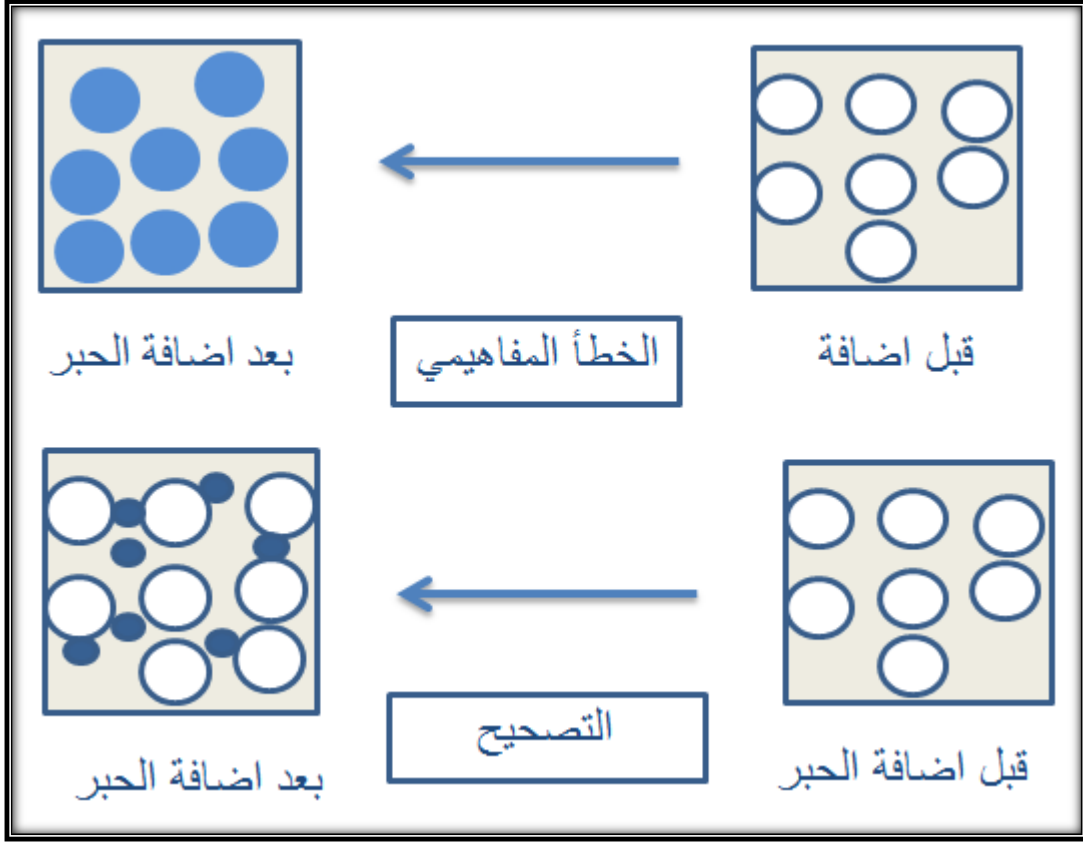 قبل اضافة
الخطأ المفاهيمي
بعد اضافة الحبر
قبل اضافة الحبر
التصحيح
بعد اضافة الحبر